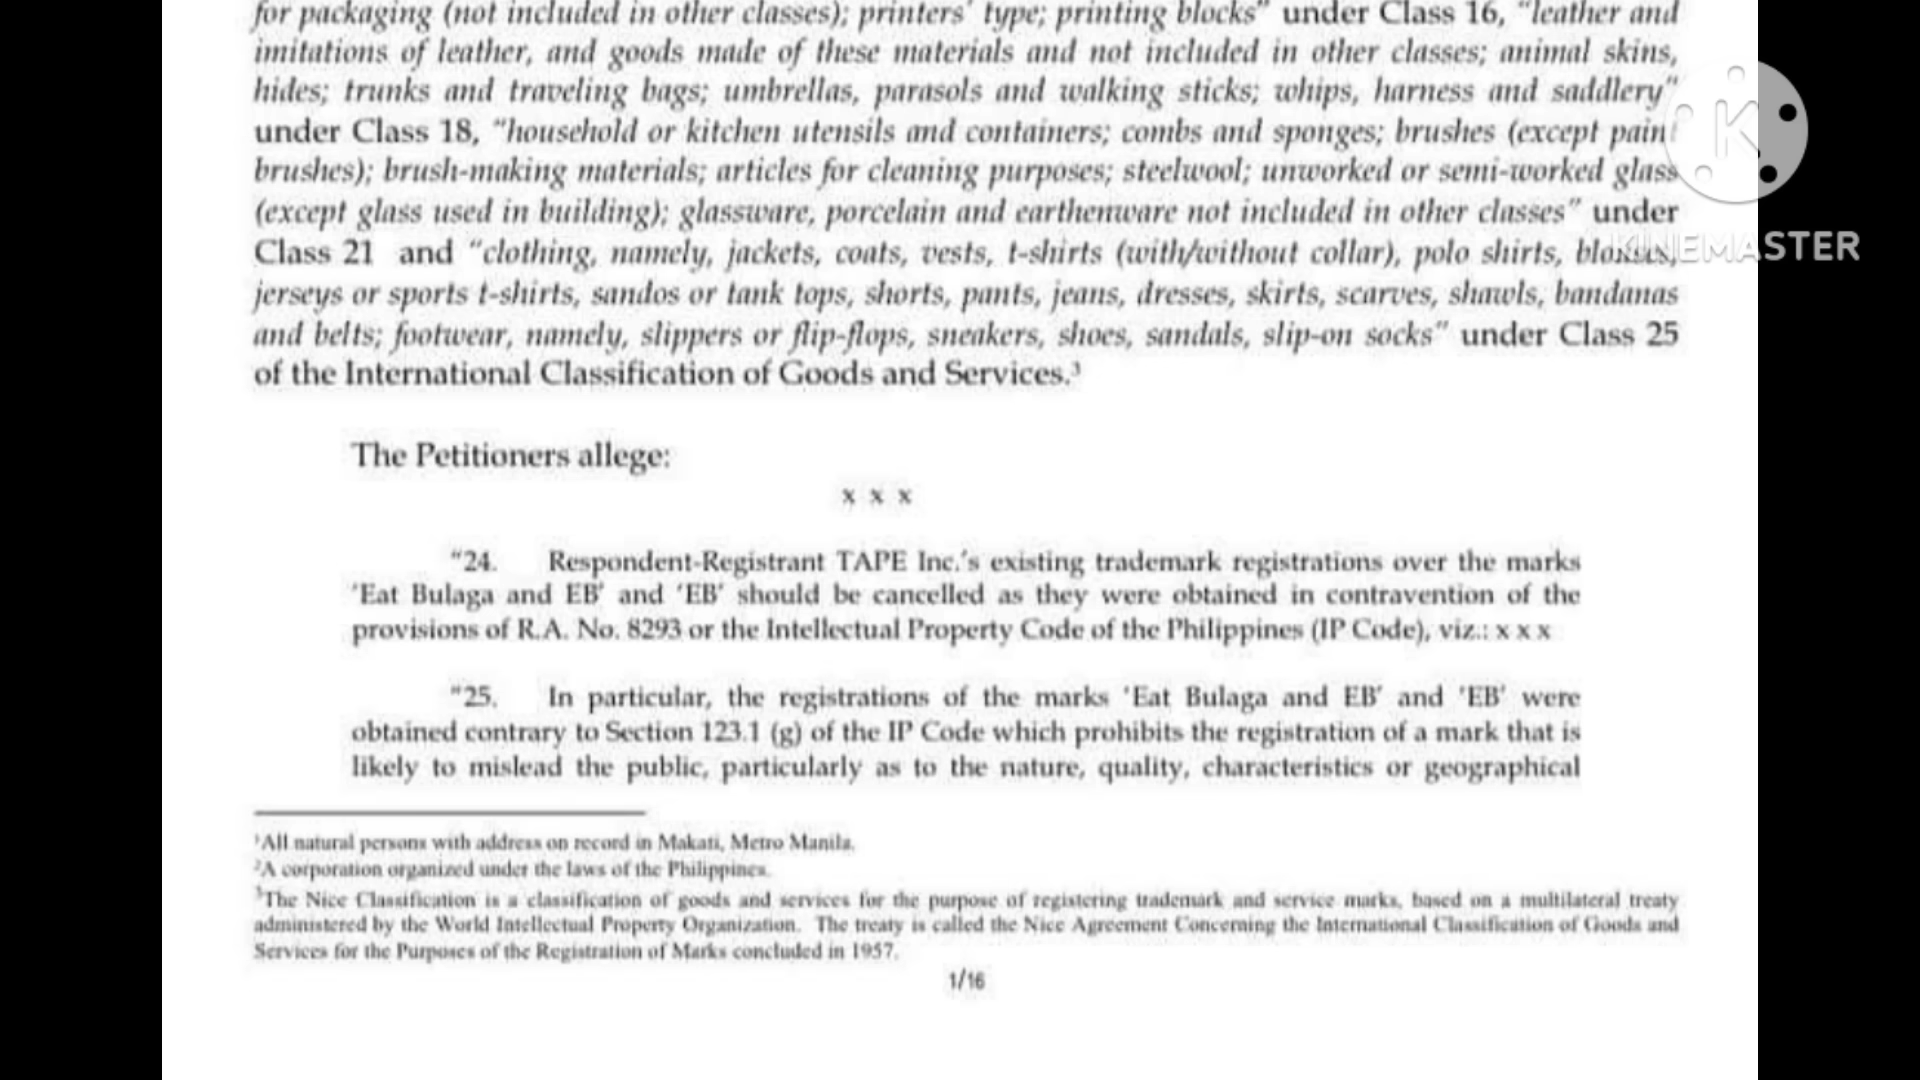 for packaging (not included in other classes); printers' type; printing blocks" under Class 16, "leather and
imitations of leather, and goods made of these materials and not included in other classes; animal skins,
hides; trunks and traveling bags; umbrellas, parasols and walking sticks; whips, harness and saddlery"
under Class 18, "household or kitchen utensils and containers; combs and sponges; brushes (except paint
brushes); brush-making materials; articles for cleaning purposes; steelwool; unworked or semi-worked glass
(except glass used in building); glassware, porcelain and earthenware not included in other classes" under
Class 21 and "clothing, namely, jackets, coats, vests, t-shirts (with/without collar), polo shirts, blouses,
jerseys or sports t-shirts, sandos or tank tops, shorts, pants, jeans, dresses, skirts, scarves, shawls, bandanas
and belts; footwear, namely, slippers or flip-flops, sneakers, shoes, sandals, slip-on socks" under Class 25
of the International Classification of Goods and Services.³
The Petitioners allege:
x x x
"24. Respondent-Registrant TAPE Inc.'s existing trademark registrations over the marks
'Eat Bulaga and EB' and 'EB' should be cancelled as they were obtained in contravention of the
provisions of R.A. No. 8293 or the Intellectual Property Code of the Philippines (IP Code), viz.: x x x
"25. In particular, the registrations of the marks 'Eat Bulaga and EB' and 'EB' were
obtained contrary to Section 123.1 (g) of the IP Code which prohibits the registration of a mark that is
likely to mislead the public, particularly as to the nature, quality, characteristics or geographical
¹All natural persons with address on record in Makati, Metro Manila.
²A corporation organized under the laws of the Philippines.
³The Nice Classification is a classification of goods and services for the purpose of registering trademark and service marks, based on a multilateral treaty
administered by the World Intellectual Property Organization. The treaty is called the Nice Agreement Concerning the International Classification of Goods and
Services for the Purposes of the Registration of Marks concluded in 1957.
1/16
K
KINEMASTER